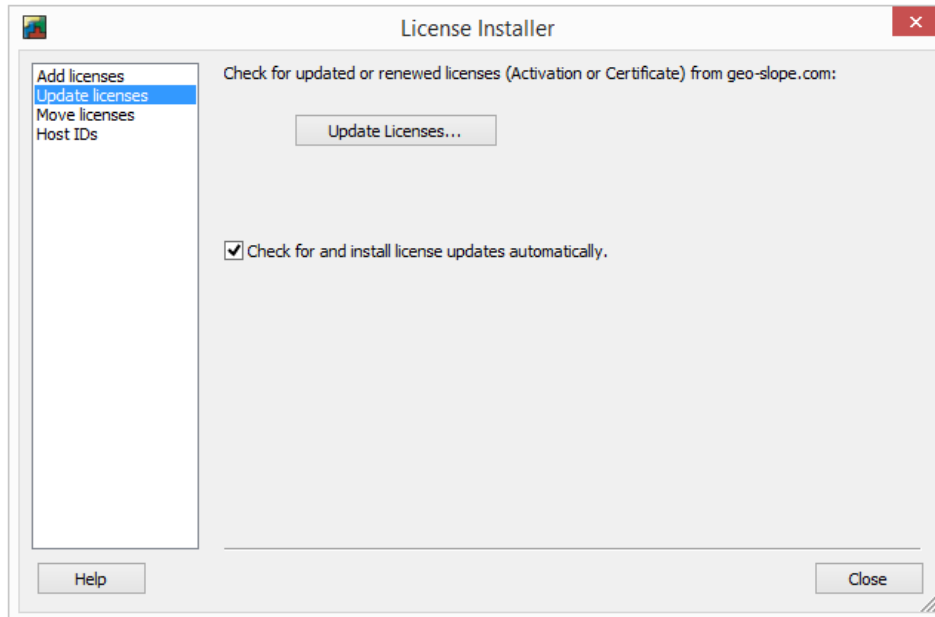 License Installer
Add licenses
Update licenses
Move licenses
Host IDs
Check for updated or renewed licenses (Activation or Certificate) from geo-slope.com:
Update Licenses...
Check for and install license updates automatically.
Help
Close